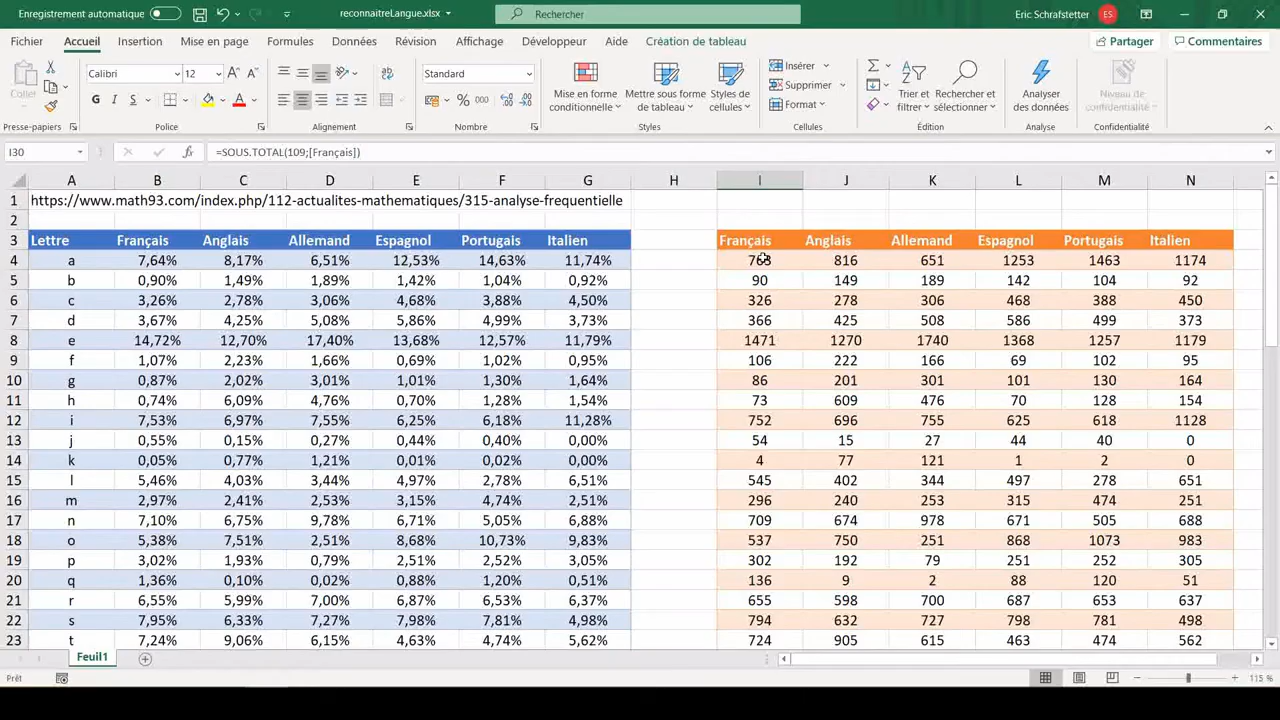 Enregistrement automatique reconnaitreLangue.xlsx Rechercher Eric Schrafstetter ES
Fichier Accueil Insertion Mise en page Formules Données Révision Affichage Développeur Aide Création de tableau Partager Commentaires
Coller Calibri 12 Standard Mise en forme conditionnelle Mettre sous forme de tableau Styles de cellules Insérer Supprimer Format Trier et filtrer Rechercher et sélectionner Analyser des données Niveau de confidentialité
G I S A % 000
Presse-papiers Police Alignement Nombre Styles Cellules Édition Analyse Confidentialité
I30 fx =SOUS.TOTAL(109;[Français])
A B C D E F G H I J K L M N
1 https://www.math93.com/index.php/112-actualites-mathematiques/315-analyse-frequentielle
2
3 Lettre Français Anglais Allemand Espagnol Portugais Italien Français Anglais Allemand Espagnol Portugais Italien
4 a 7,64% 8,17% 6,51% 12,53% 14,63% 11,74% 816 651 1253 1463 1174
5 b 0,90% 1,49% 1,89% 1,42% 1,04% 0,92% 90 149 189 142 104 92
6 c 3,26% 2,78% 3,06% 4,68% 3,88% 4,50% 326 278 306 468 388 450
7 d 3,67% 4,25% 5,08% 5,86% 4,99% 3,73% 366 425 508 586 499 373
8 e 14,72% 12,70% 17,40% 13,68% 12,57% 11,79% 1471 1270 1740 1368 1257 1179
9 f 1,07% 2,23% 1,66% 0,69% 1,02% 0,95% 106 222 166 69 102 95
10 g 0,87% 2,02% 3,01% 1,01% 1,30% 1,64% 86 201 301 101 130 164
11 h 0,74% 6,09% 4,76% 0,70% 1,28% 1,54% 73 609 476 70 128 154
12 i 7,53% 6,97% 7,55% 6,25% 6,18% 11,28% 752 696 755 625 618 1128
13 j 0,55% 0,15% 0,27% 0,44% 0,40% 0,00% 54 15 27 44 40 0
14 k 0,05% 0,77% 1,21% 0,01% 0,02% 0,00% 4 77 121 1 2 0
15 l 5,46% 4,03% 3,44% 4,97% 2,78% 6,51% 545 402 344 497 278 651
16 m 2,97% 2,41% 2,53% 3,15% 4,74% 2,51% 296 240 253 315 474 251
17 n 7,10% 6,75% 9,78% 6,71% 5,05% 6,88% 709 674 978 671 505 688
18 o 5,38% 7,51% 2,51% 8,68% 10,73% 9,83% 537 750 251 868 1073 983
19 p 3,02% 1,93% 0,79% 2,51% 2,52% 3,05% 302 192 79 251 252 305
20 q 1,36% 0,10% 0,02% 0,88% 1,20% 0,51% 136 9 2 88 120 51
21 r 6,55% 5,99% 7,00% 6,87% 6,53% 6,37% 655 598 700 687 653 637
22 s 7,95% 6,33% 7,27% 7,98% 7,81% 4,98% 794 632 727 798 781 498
23 t 7,24% 9,06% 6,15% 4,63% 4,74% 5,62% 724 905 615 463 474 562
Feuil1
Prêt 115 %